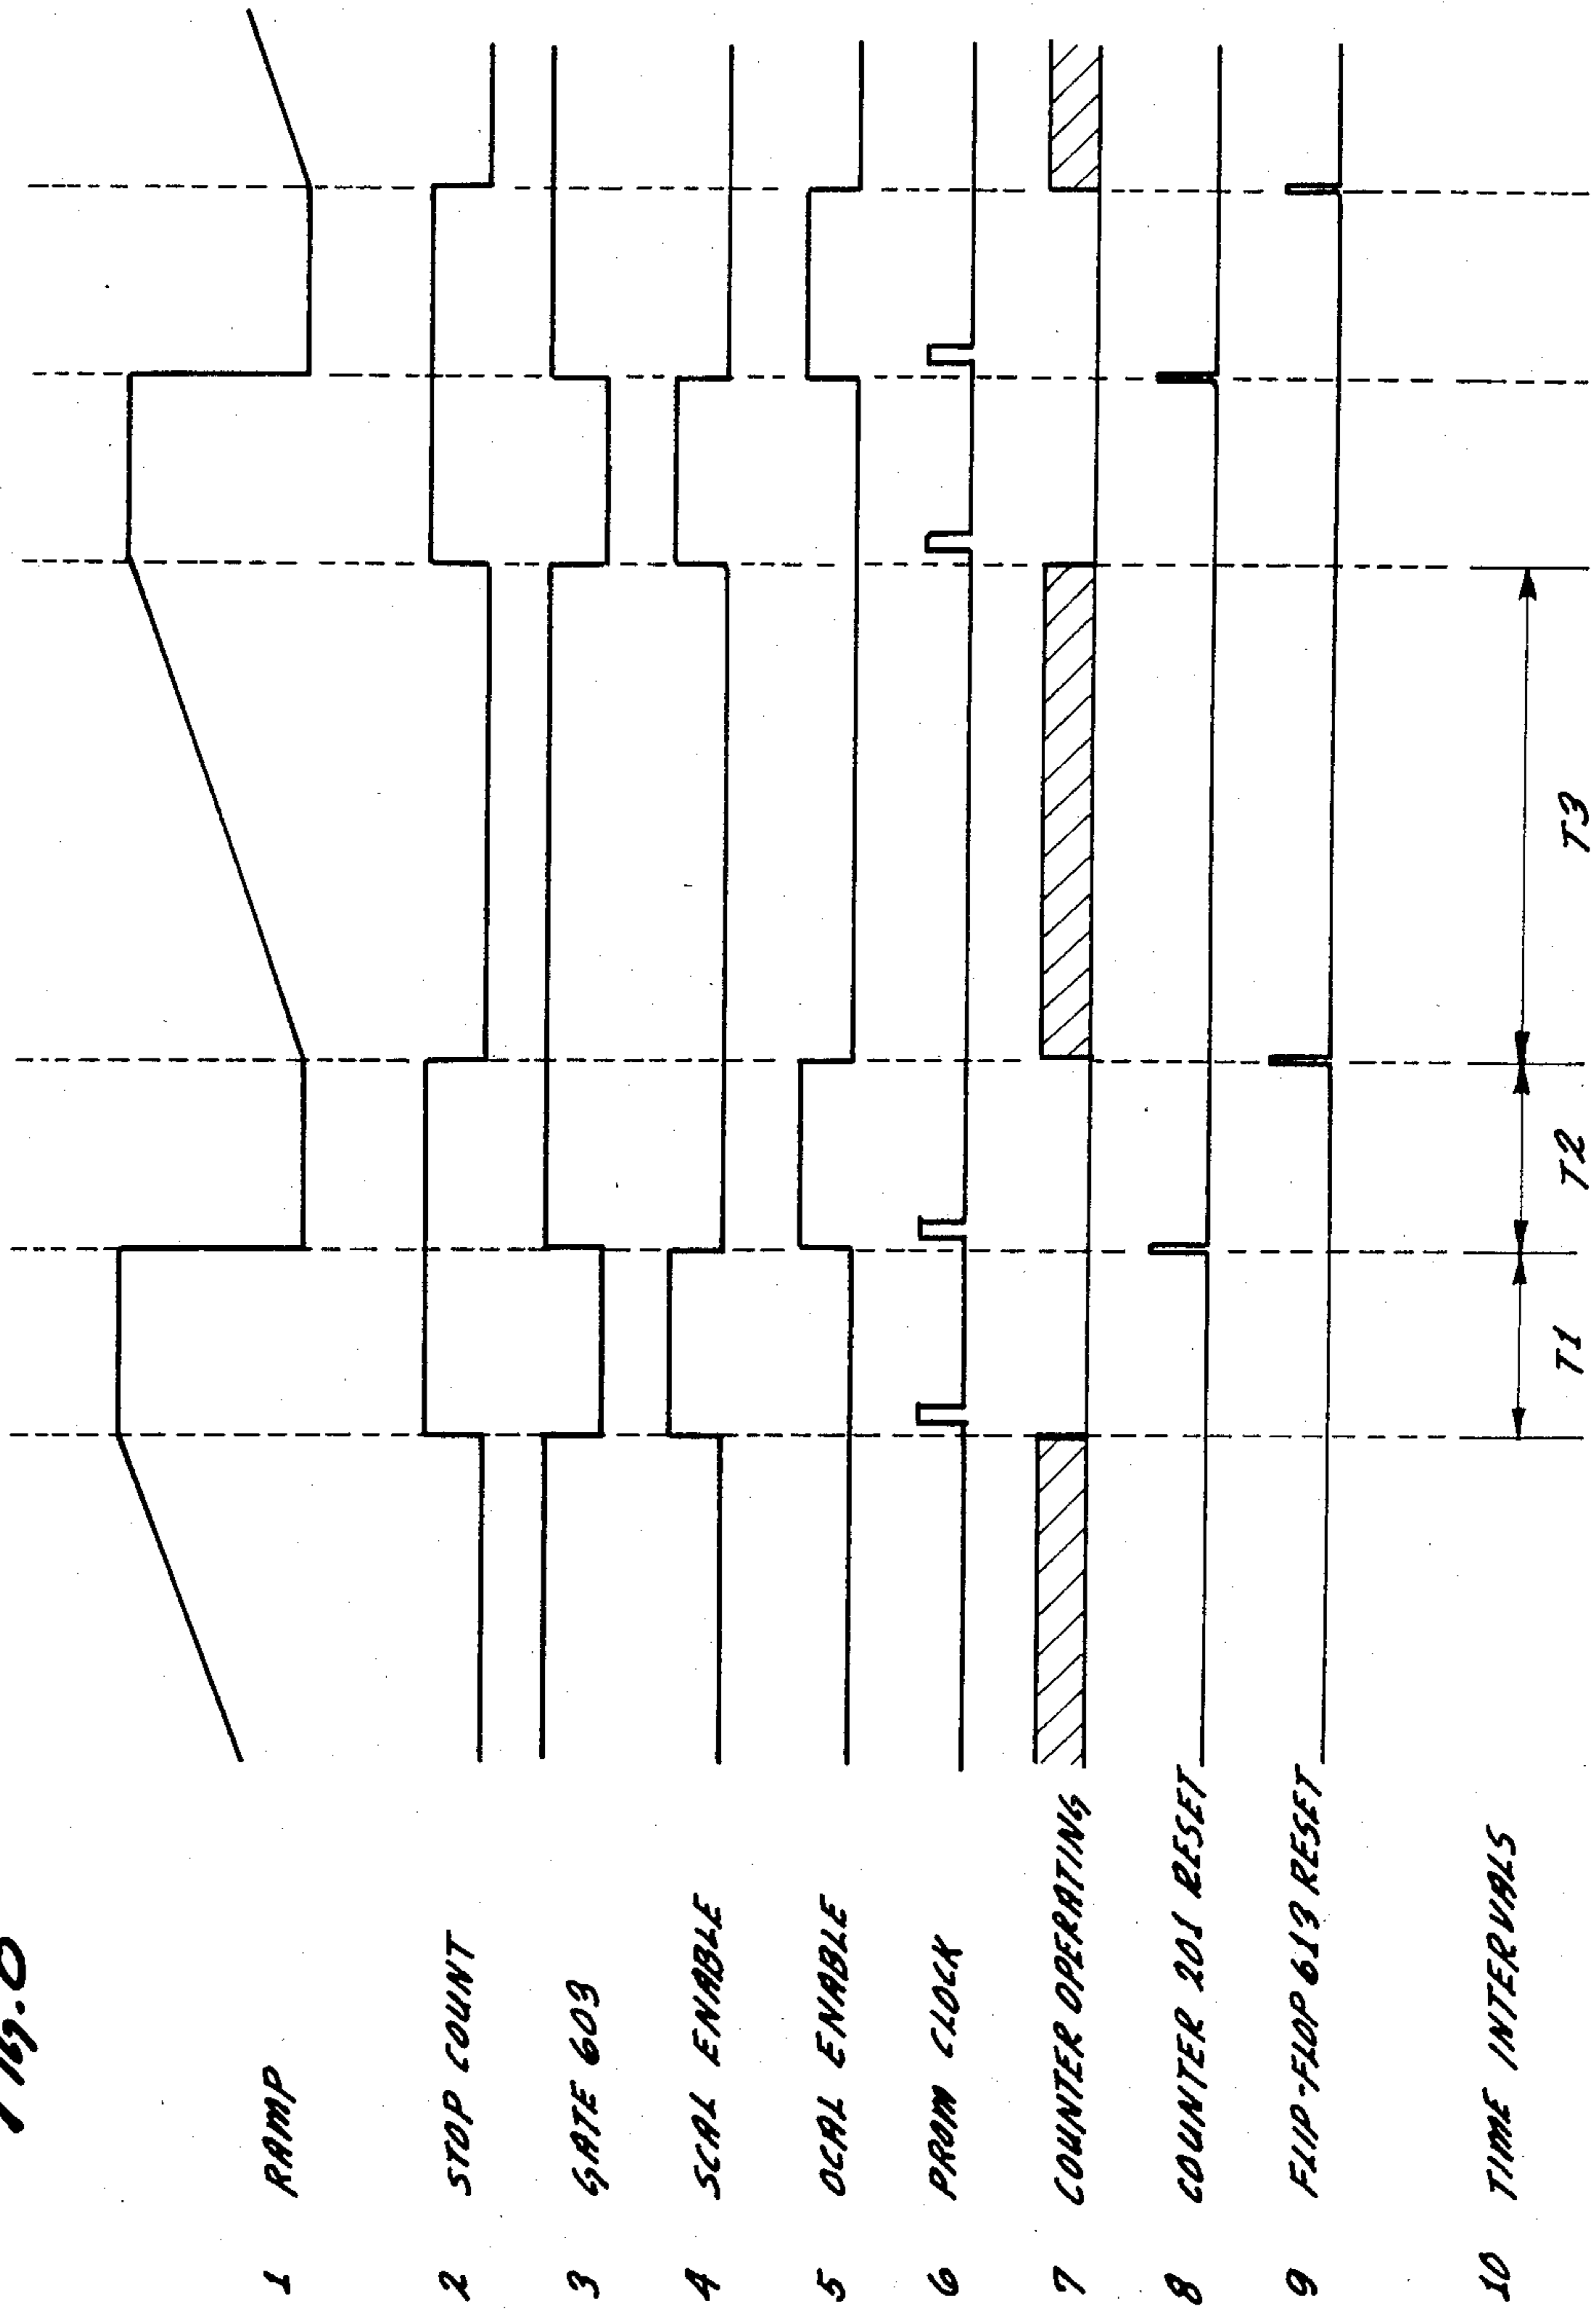 1 RAMP
2 STOP COUNT
3 GATE 603
4 SCAL ENABLE
5 OCAL ENABLE
6 PROM CLOCK
7 COUNTER OPERATING
8 COUNTER 201 RESET
9 FLIP-FLOP 613 RESET
10 TIME INTERVALS
T1 T2 T3